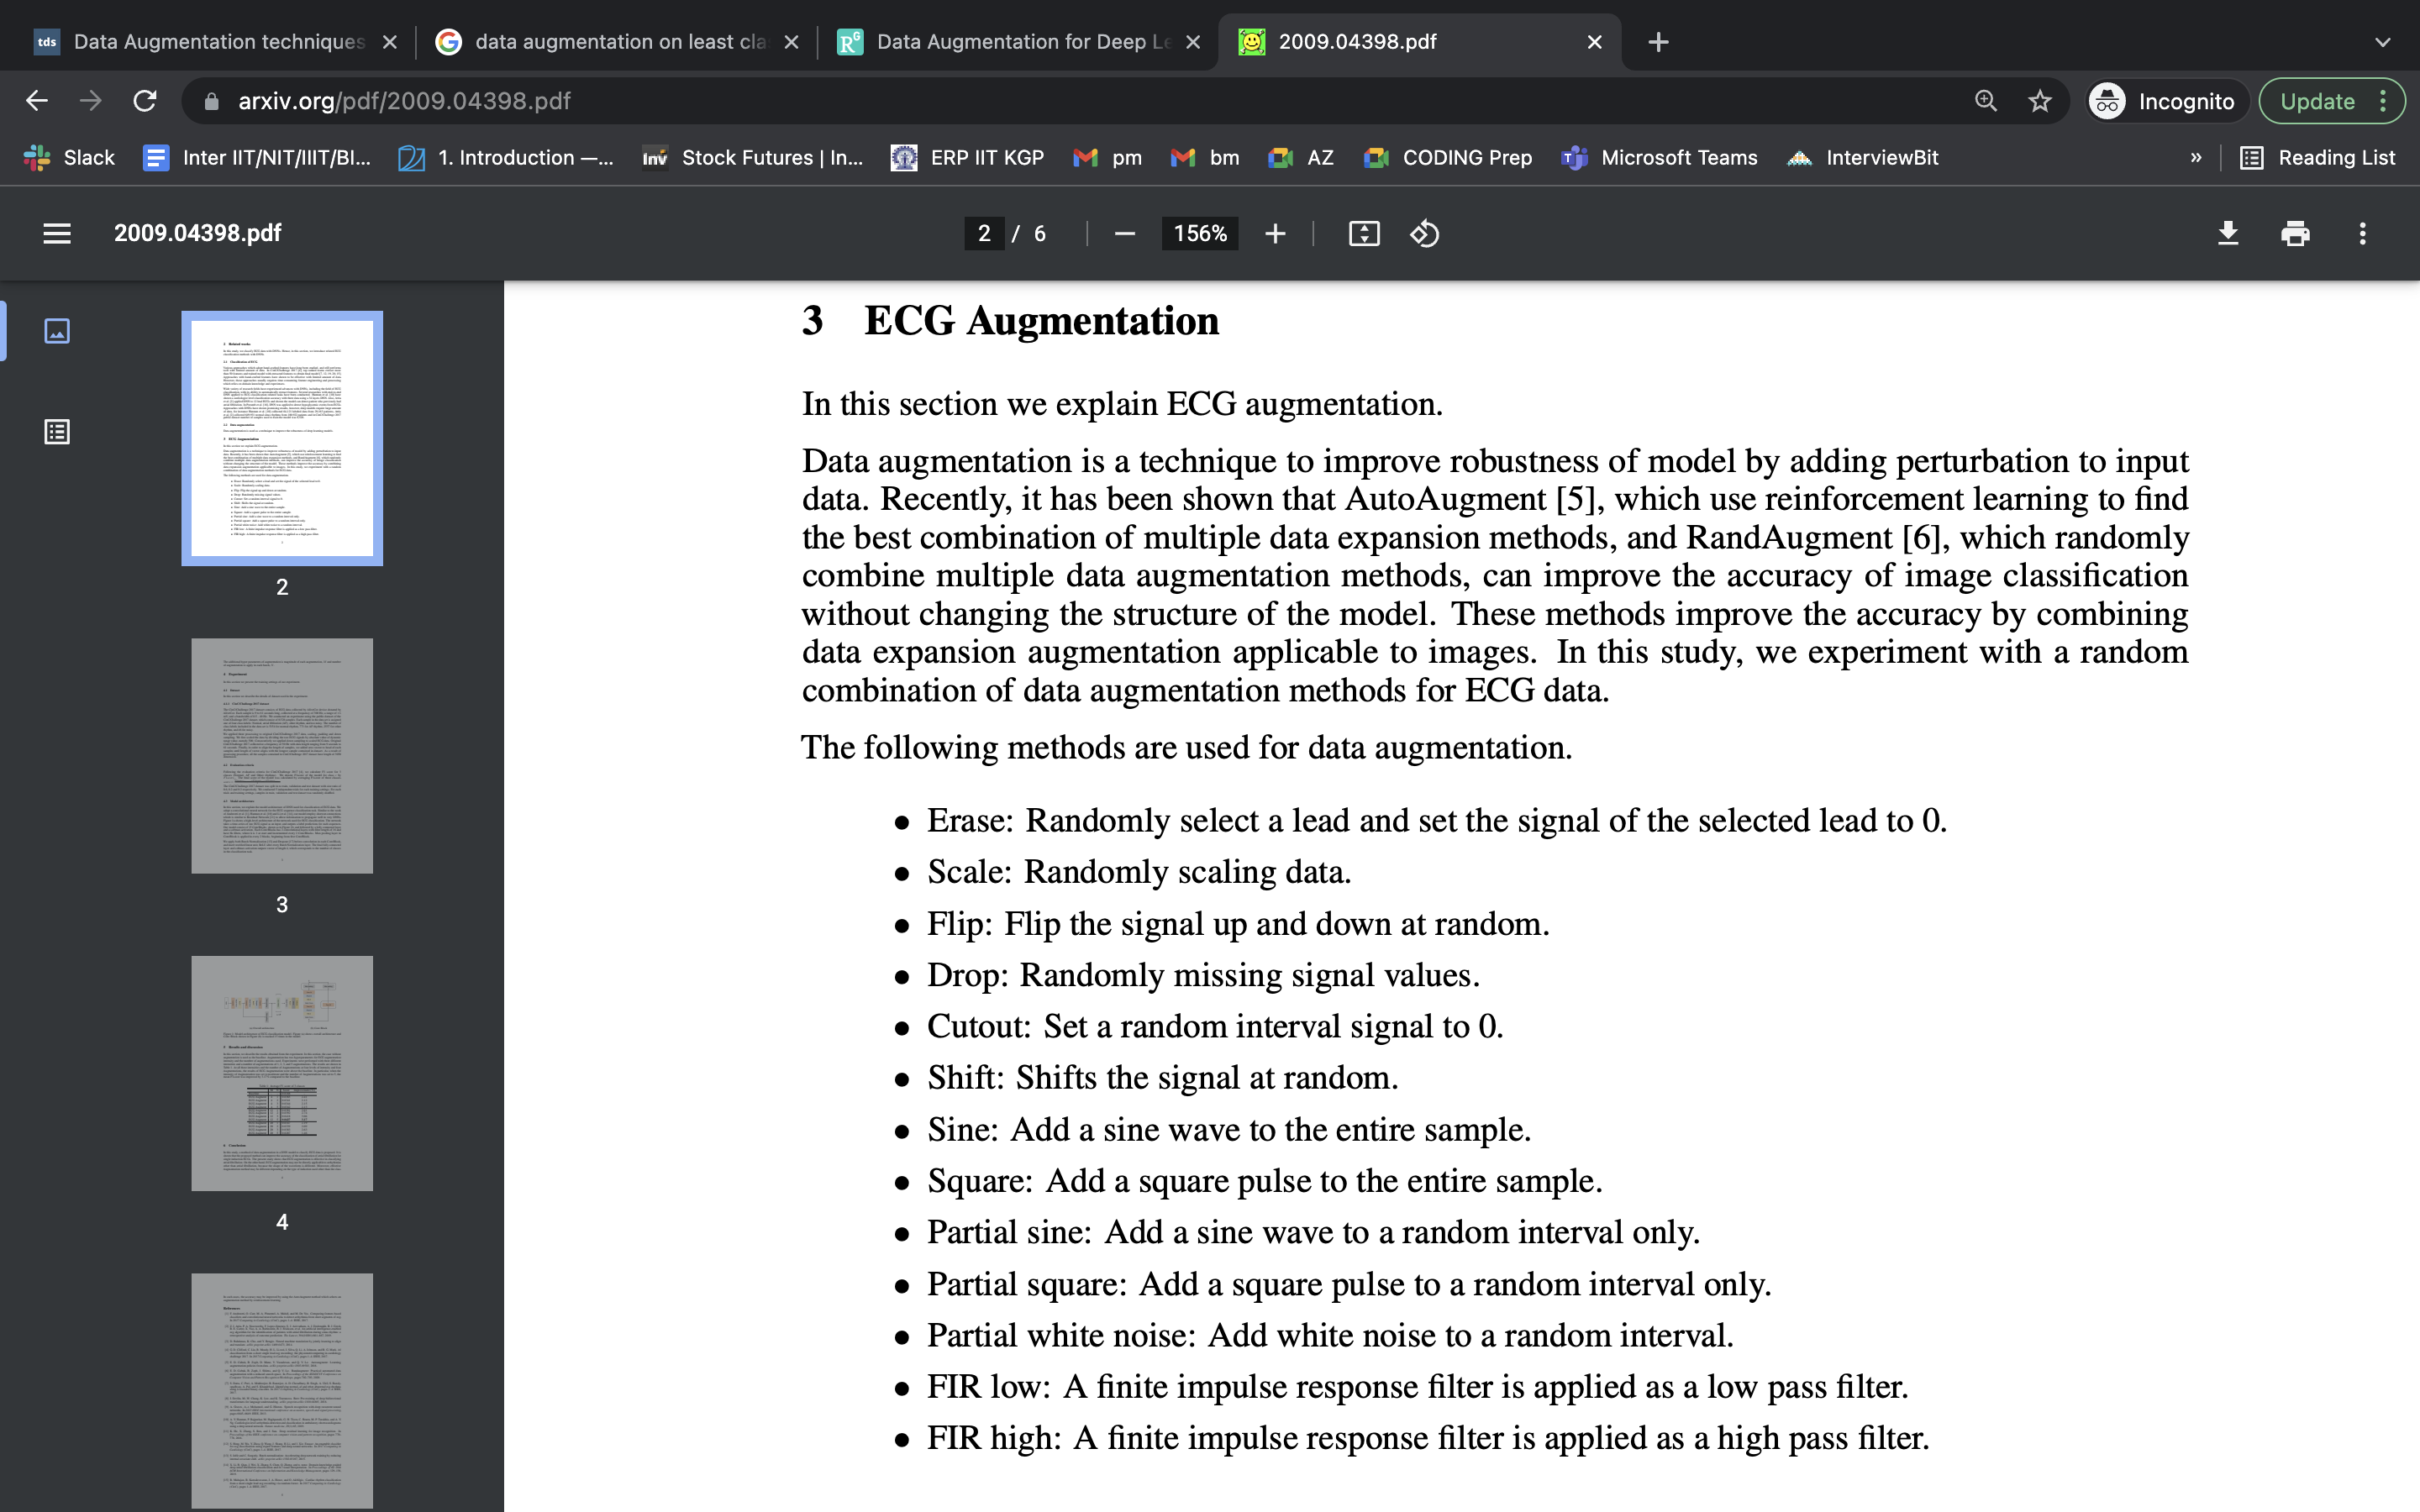 tds Data Augmentation techniques
data augmentation on least cla
Data Augmentation for Deep Le
2009.04398.pdf
arxiv.org/pdf/2009.04398.pdf
Incognito
Update
Slack
Inter IIT/NIT/IIIT/BI...
1. Introduction —...
Inv Stock Futures | In...
ERP IIT KGP
pm
bm
AZ
CODING Prep
Microsoft Teams
InterviewBit
»
Reading List
2009.04398.pdf
2 / 6
156%
2
3
4
3 ECG Augmentation
In this section we explain ECG augmentation.
Data augmentation is a technique to improve robustness of model by adding perturbation to input
data. Recently, it has been shown that AutoAugment [5], which use reinforcement learning to find
the best combination of multiple data expansion methods, and RandAugment [6], which randomly
combine multiple data augmentation methods, can improve the accuracy of image classification
without changing the structure of the model. These methods improve the accuracy by combining
data expansion augmentation applicable to images. In this study, we experiment with a random
combination of data augmentation methods for ECG data.
The following methods are used for data augmentation.
• Erase: Randomly select a lead and set the signal of the selected lead to 0.
• Scale: Randomly scaling data.
• Flip: Flip the signal up and down at random.
• Drop: Randomly missing signal values.
• Cutout: Set a random interval signal to 0.
• Shift: Shifts the signal at random.
• Sine: Add a sine wave to the entire sample.
• Square: Add a square pulse to the entire sample.
• Partial sine: Add a sine wave to a random interval only.
• Partial square: Add a square pulse to a random interval only.
• Partial white noise: Add white noise to a random interval.
• FIR low: A finite impulse response filter is applied as a low pass filter.
• FIR high: A finite impulse response filter is applied as a high pass filter.